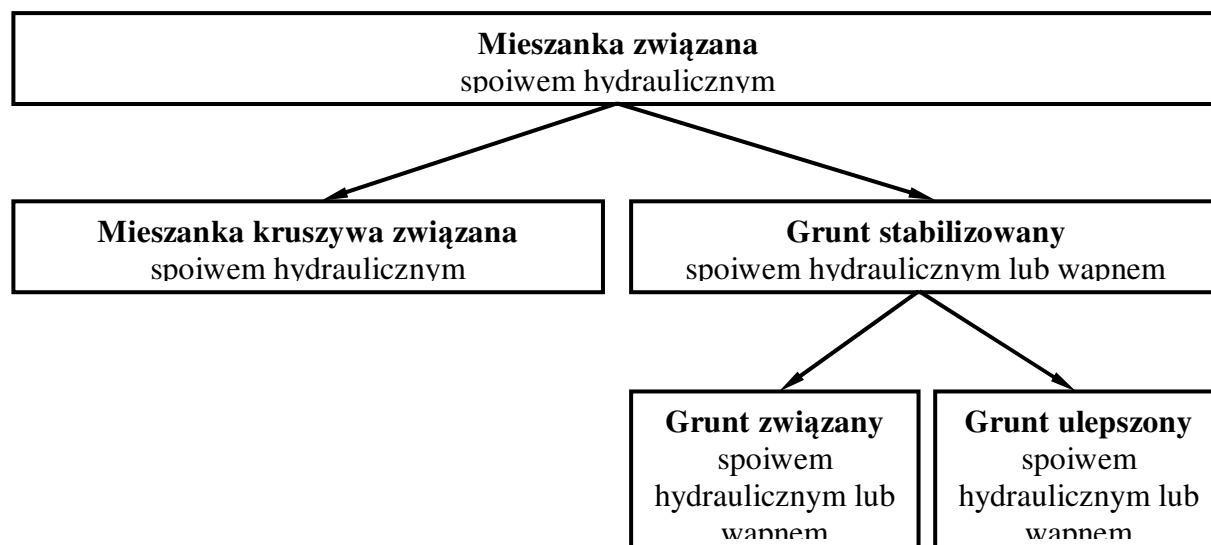 Mieszanka związana
spoiwem hydraulicznym
Mieszanka kruszywa związana
spoiwem hydraulicznym
Grunt stabilizowany
spoiwem hydraulicznym lub wapnem
Grunt związany
spoiwem
hydraulicznym lub
wapnem
Grunt ulepszony
spoiwem
hydraulicznym lub
wapnem